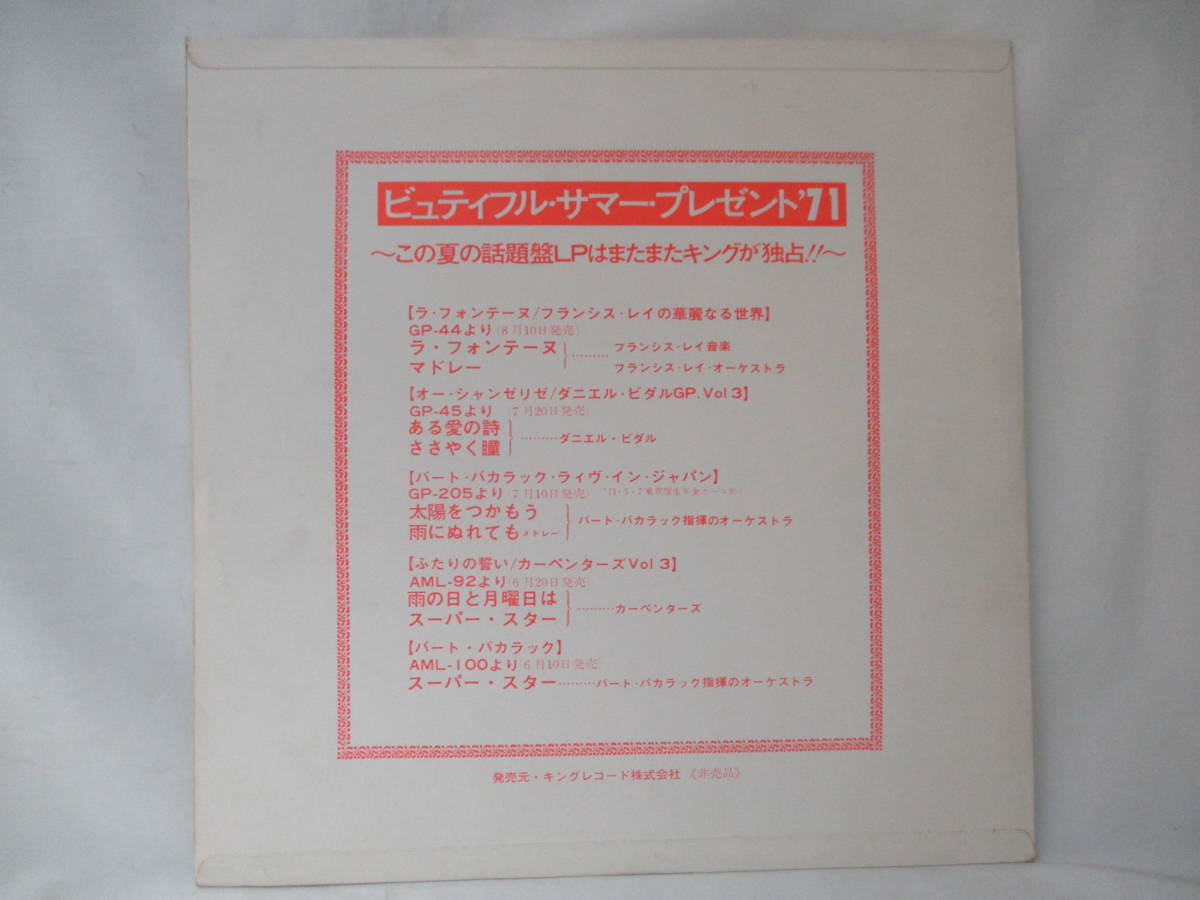 ビュティフル・サマー・プレゼント'71
〜この夏の話題盤LPはまたまたキングが独占!!〜
【ラ・フォンテーヌ/フランシス・レイの華麗なる世界】
GP-44より(8月10日発売)
ラ・フォンテーヌ
マドレー
………フランシス・レイ音楽
フランシス・レイ・オーケストラ
【オー・シャンゼリゼ/ダニエル・ビダルGP.Vol 3】
GP-45より (7月20日発売)
ある愛の詩
ささやく瞳
………ダニエル・ビダル
【バート・バカラック・ライヴ・イン・ジャパン】
GP-205より(7月10日発売) '71・5・7東京厚生年金ホール
太陽をつかもう
雨にぬれてもメドレー
バート・バカラック指揮のオーケストラ
【ふたりの誓い/カーペンターズVol 3】
AML-92より(6月20日発売)
雨の日と月曜日は
スーパー・スター
………カーペンターズ
【バート・バカラック】
AML-100より(6月10日発売)
スーパー・スター………バート・バカラック指揮のオーケストラ
発売元・キングレコード株式会社 《非売品》